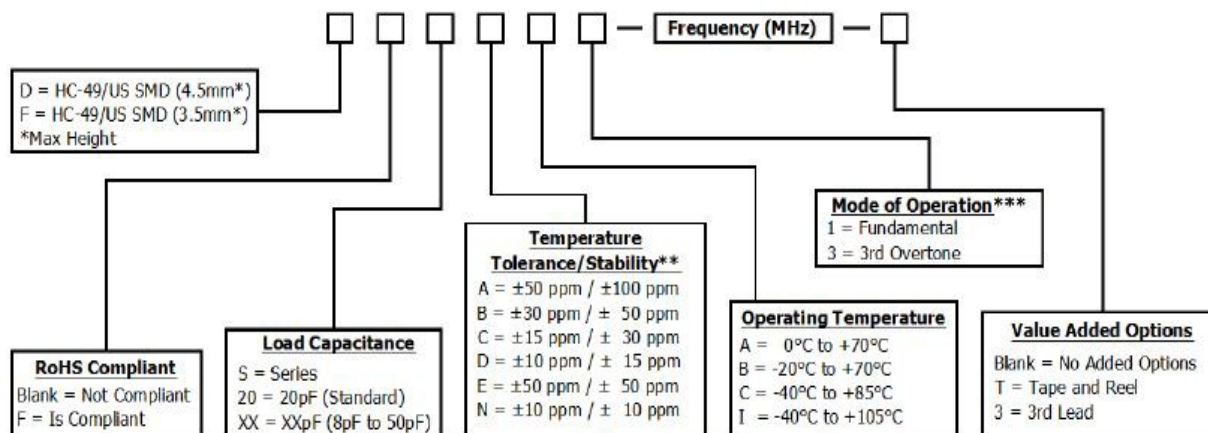 Frequency (MHz)
D = HC-49/US SMD (4.5mm*)
F = HC-49/US SMD (3.5mm*)
*Max Height
RoHS Compliant
Blank = Not Compliant
F = Is Compliant
Load Capacitance
S = Series
20 = 20pF (Standard)
XX = XXpF (8pF to 50pF)
Temperature
Tolerance/Stability**
A = ±50 ppm / ±100 ppm
B = ±30 ppm / ± 50 ppm
C = ±15 ppm / ± 30 ppm
D = ±10 ppm / ± 15 ppm
E = ±50 ppm / ± 50 ppm
N = ±10 ppm / ± 10 ppm
Operating Temperature
A = 0°C to +70°C
B = -20°C to +70°C
C = -40°C to +85°C
I = -40°C to +105°C
Mode of Operation***
1 = Fundamental
3 = 3rd Overtone
Value Added Options
Blank = No Added Options
T = Tape and Reel
3 = 3rd Lead